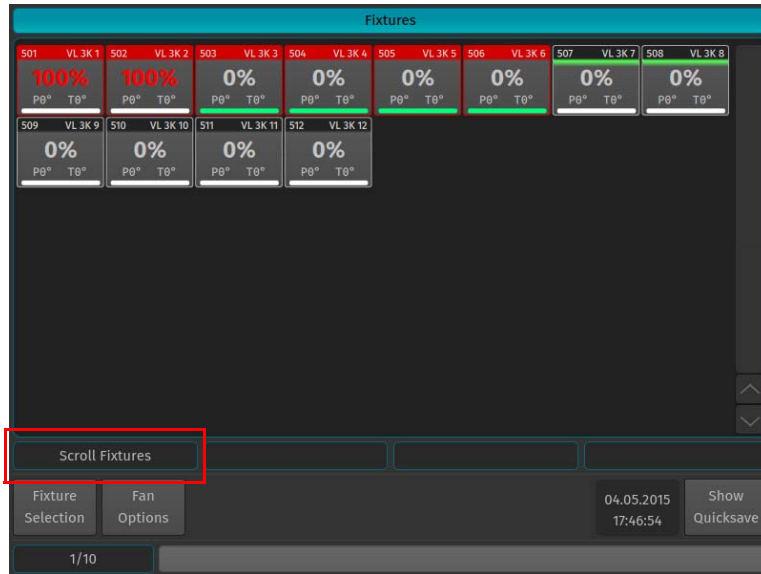 Fixtures
501 VL 3K 1 502 VL 3K 2 503 VL 3K 3 504 VL 3K 4 505 VL 3K 5 506 VL 3K 6 507 VL 3K 7 508 VL 3K 8
100% 100% 0% 0% 0% 0% 0% 0%
P0° T0° P0° T0° P0° T0° P0° T0° P0° T0° P0° T0° P0° T0° P0° T0°
509 VL 3K 9 510 VL 3K 10 511 VL 3K 11 512 VL 3K 12
0% 0% 0% 0%
P0° T0° P0° T0° P0° T0° P0° T0°
Scroll Fixtures
Fixture Fan 04.05.2015 Show
Selection Options 17:46:54 Quicksave
1/10